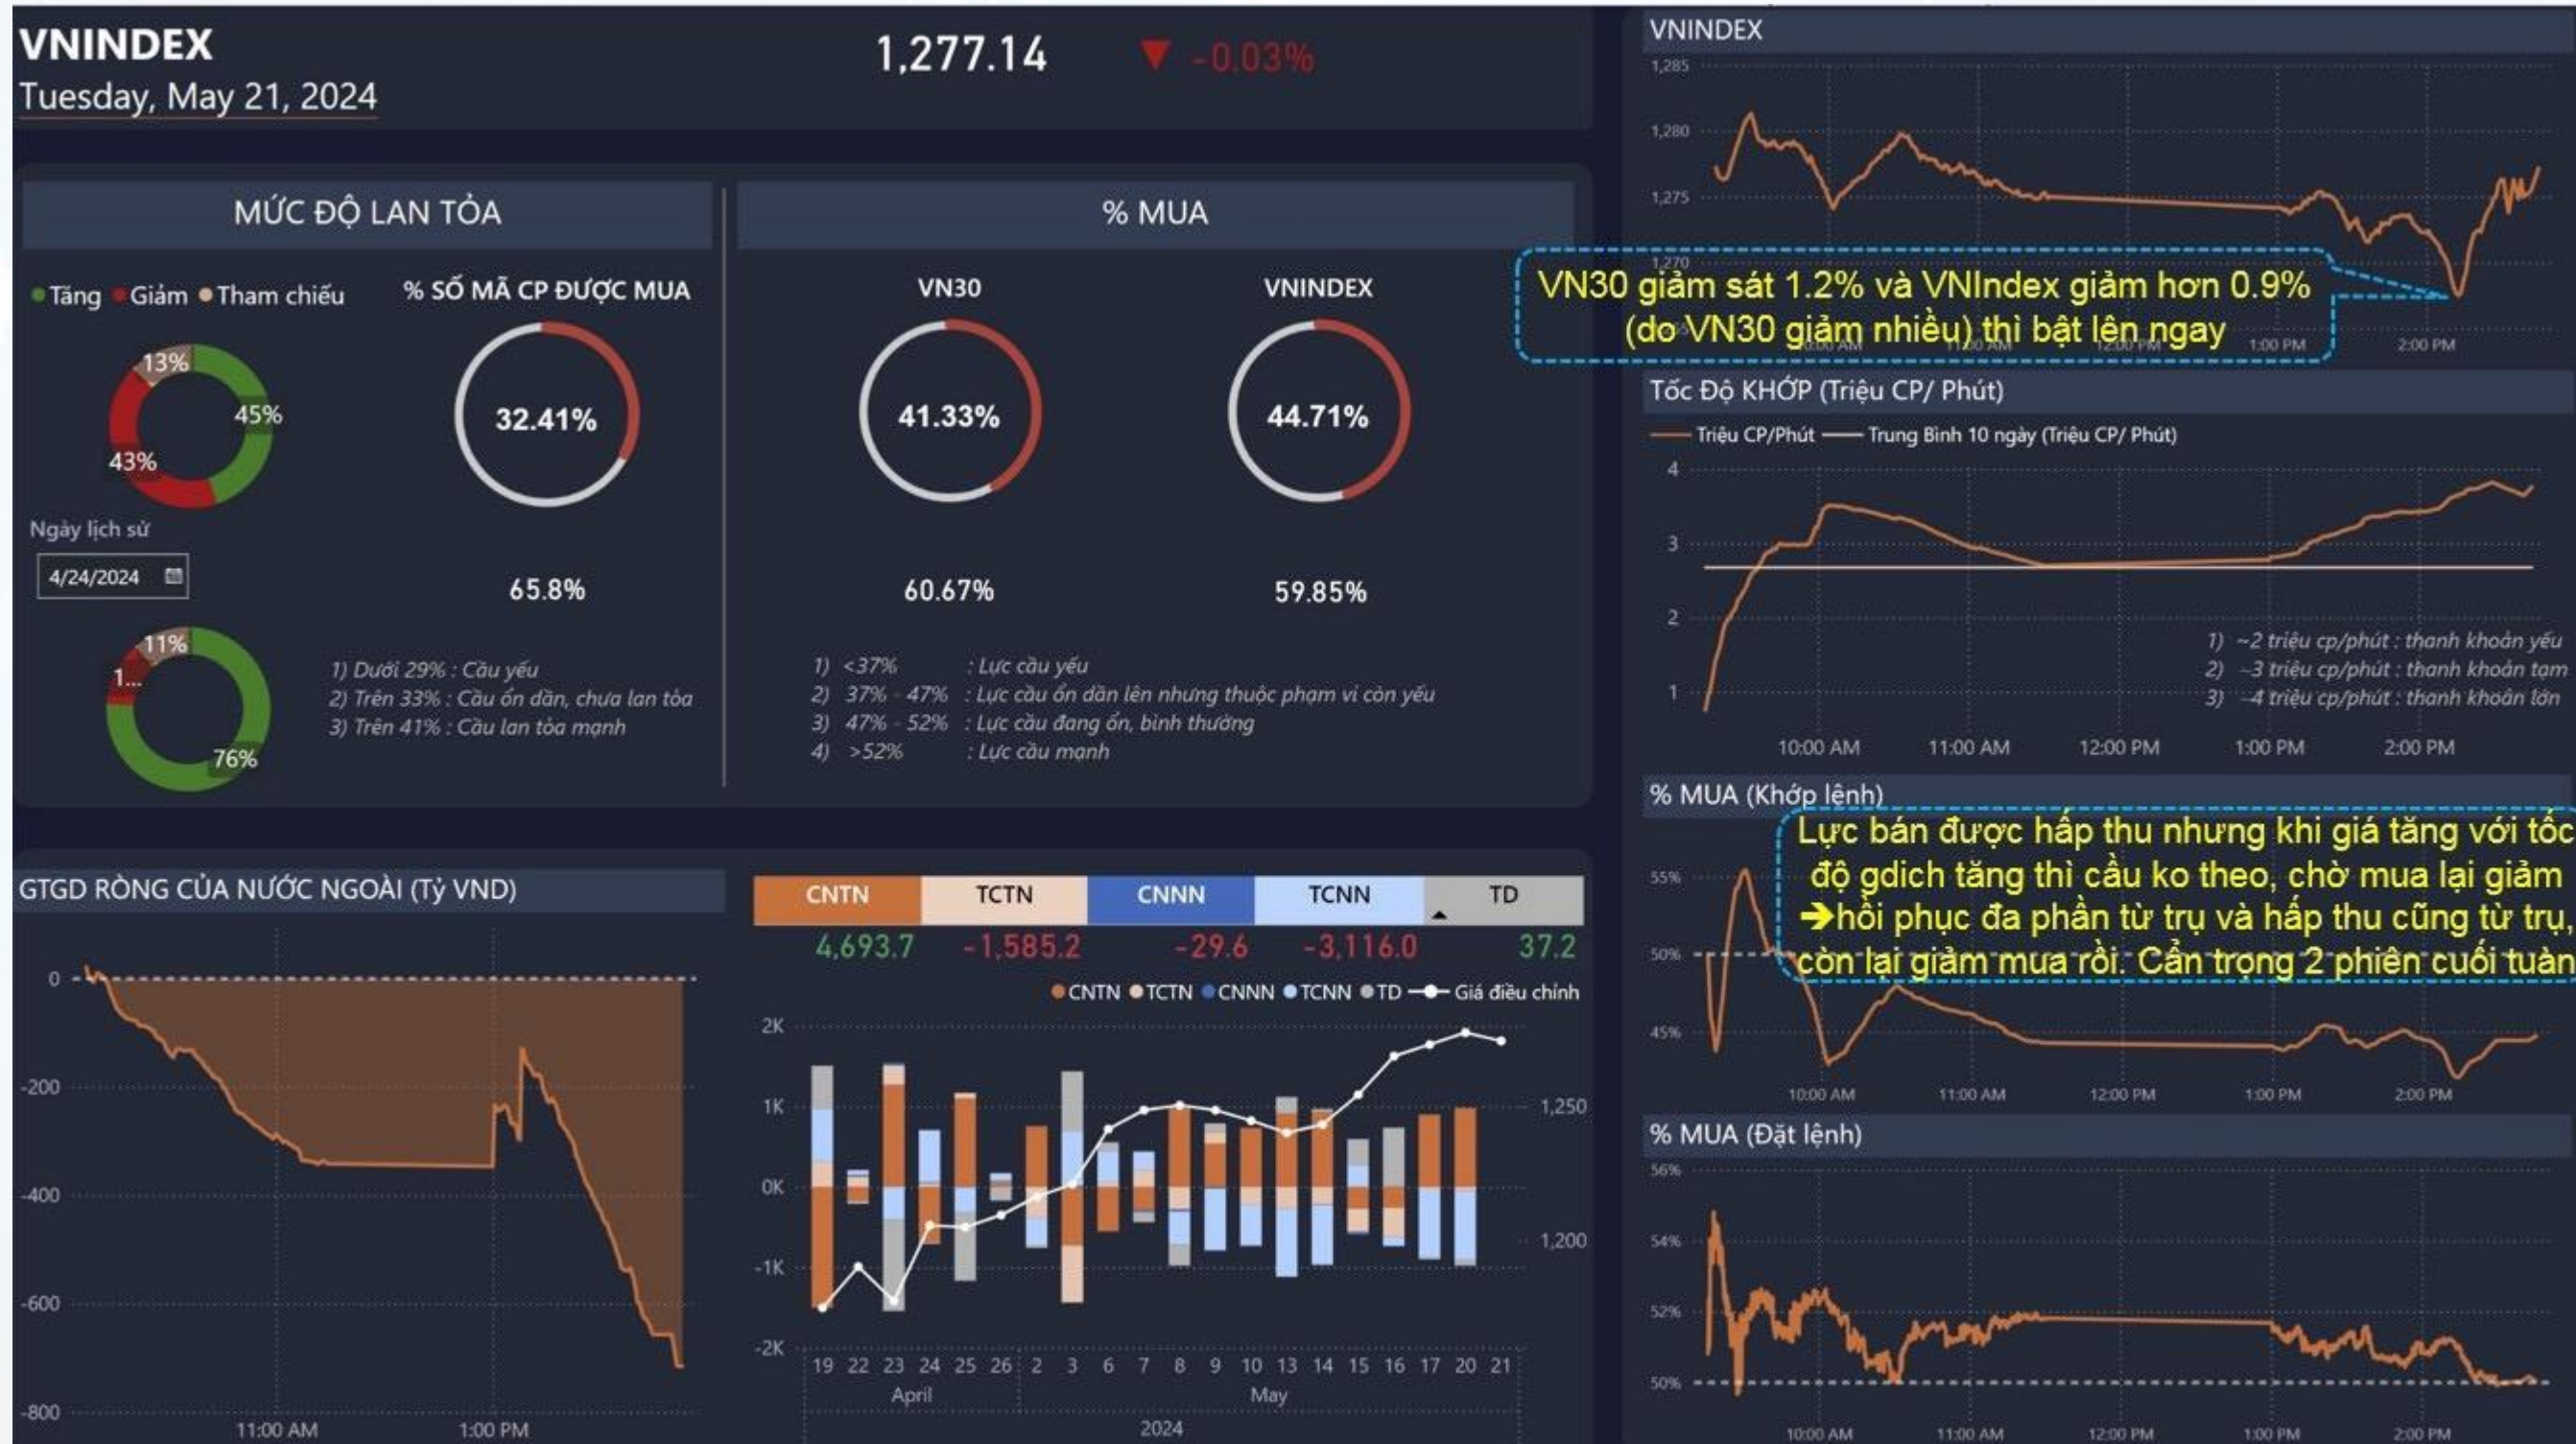 VNINDEX
Tuesday, May 21, 2024
1,277.14
-0.03%
MỨC ĐỘ LAN TỎA
Tăng Giảm Tham chiếu
% SỐ MÃ CP ĐƯỢC MUA
13%
45%
43%
32.41%
Ngày lịch sử
4/24/2024
65.8%
11%
1...
76%
1) Dưới 29% : Cầu yếu
2) Trên 33% : Cầu ổn dần, chưa lan tỏa
3) Trên 41% : Cầu lan tỏa mạnh
% MUA
VN30
VNINDEX
41.33%
44.71%
60.67%
59.85%
1) <37% : Lực cầu yếu
2) 37% - 47% : Lực cầu ổn dần lên nhưng thuộc phạm vi còn yếu
3) 47% - 52% : Lực cầu đang ổn, bình thường
4) >52% : Lực cầu mạnh
GTGD RÒNG CỦA NƯỚC NGOÀI (Tỷ VND)
0
-200
-400
-600
-800
11:00 AM 1:00 PM
CNTN TCTN CNNN TCNN TD
4,693.7 -1,585.2 -29.6 -3,116.0 37.2
CNTN TCTN CNNN TCNN TD Giá điều chỉnh
2K
1K
0K
-1K
-2K
1,250
1,200
19 22 23 24 25 26 2 3 6 7 8 9 10 13 14 15 16 17 20 21
April May
2024
VNINDEX
1,285
1,280
1,275
1,270
VN30 giảm sát 1.2% và VNIndex giảm hơn 0.9%
(do VN30 giảm nhiều) thì bật lên ngay
10:00 AM 11:00 AM 12:00 PM 1:00 PM 2:00 PM
Tốc Độ KHỚP (Triệu CP/ Phút)
Triệu CP/Phút Trung Bình 10 ngày (Triệu CP/ Phút)
4
3
2
1
1) ~2 triệu cp/phút : thanh khoản yếu
2) ~3 triệu cp/phút : thanh khoản tạm
3) ~4 triệu cp/phút : thanh khoản lớn
10:00 AM 11:00 AM 12:00 PM 1:00 PM 2:00 PM
% MUA (Khớp lệnh)
Lực bán được hấp thu nhưng khi giá tăng với tốc
độ gdich tăng thì cầu ko theo, chờ mua lại giảm
➔hồi phục đa phần từ trụ và hấp thu cũng từ trụ,
còn lại giảm mua rồi. Cẩn trọng 2 phiên cuối tuần
55%
50%
45%
10:00 AM 11:00 AM 12:00 PM 1:00 PM 2:00 PM
% MUA (Đặt lệnh)
56%
54%
52%
50%
10:00 AM 11:00 AM 12:00 PM 1:00 PM 2:00 PM